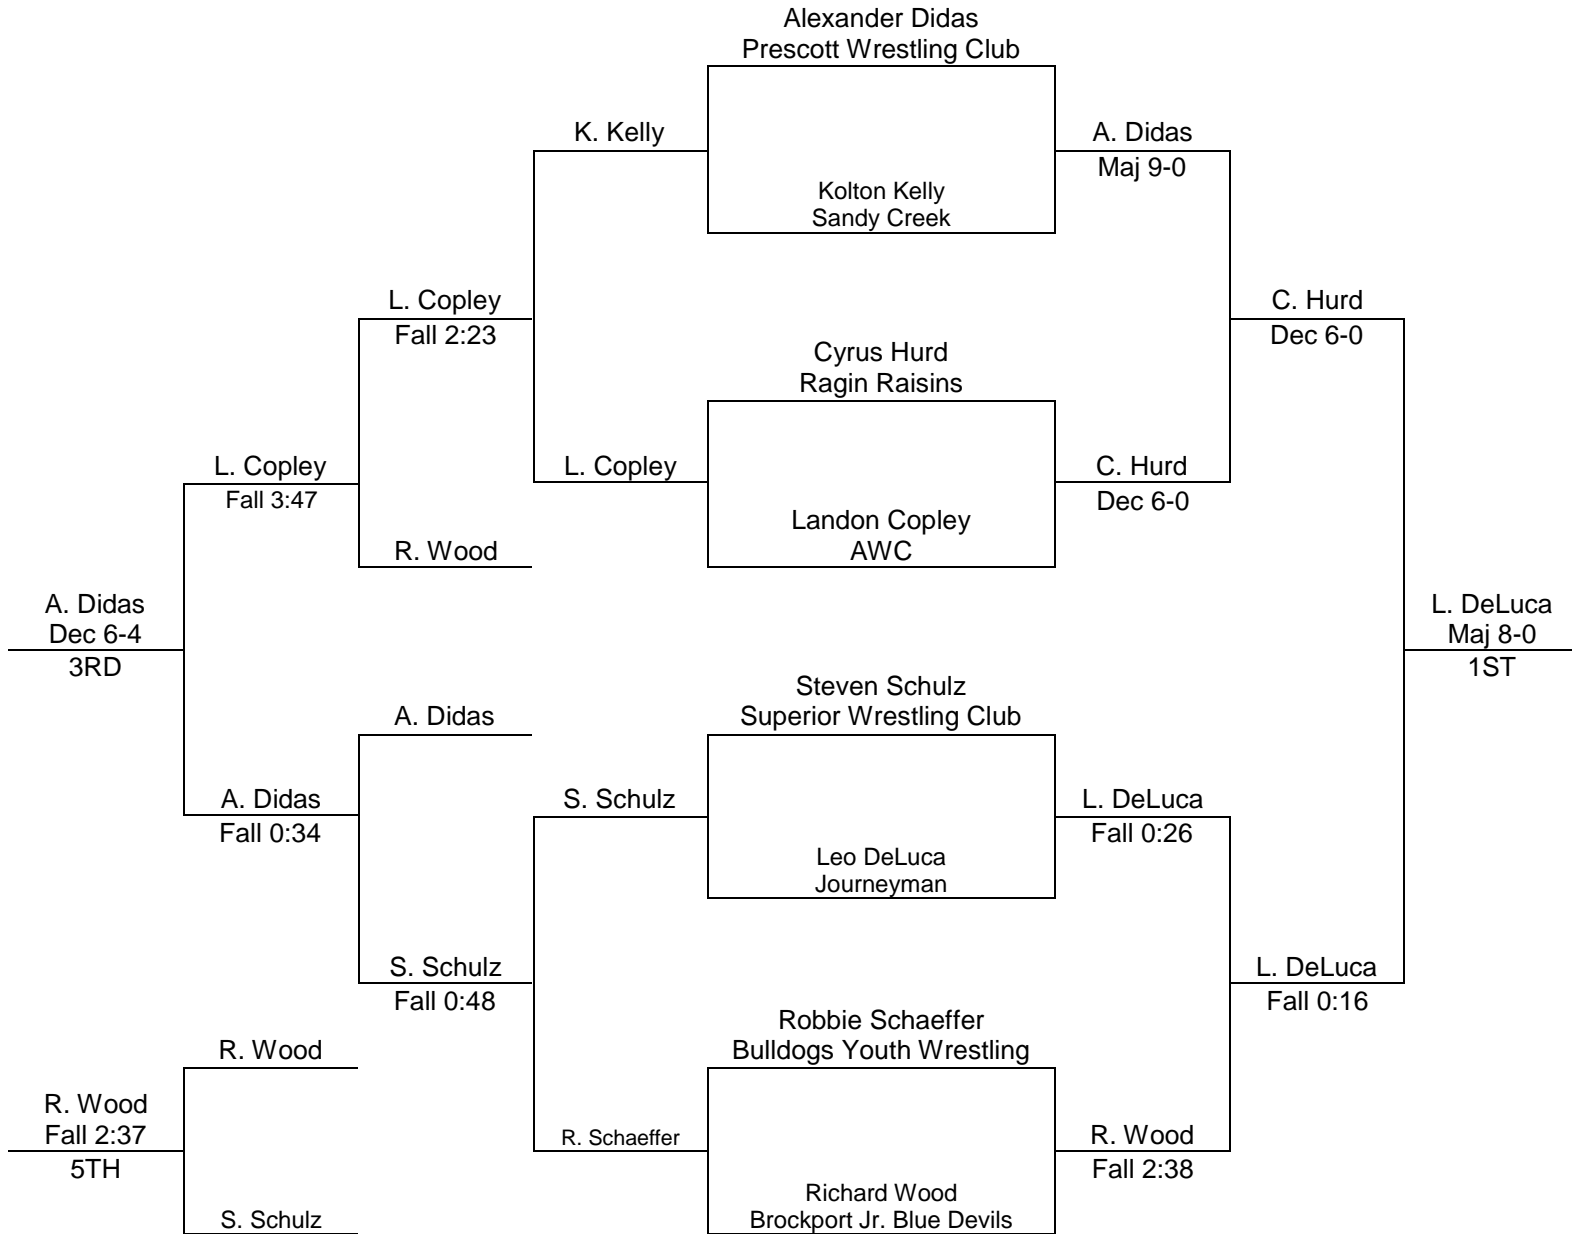 Alexander Didas
Prescott Wrestling Club
K. Kelly
A. Didas
Maj 9-0
Kolton Kelly
Sandy Creek
L. Copley
Fall 2:23
C. Hurd
Dec 6-0
Cyrus Hurd
Ragin Raisins
L. Copley
Fall 3:47
L. Copley
C. Hurd
Dec 6-0
Landon Copley
AWC
R. Wood
A. Didas
Dec 6-4
3RD
L. DeLuca
Maj 8-0
1ST
Steven Schulz
Superior Wrestling Club
A. Didas
A. Didas
Fall 0:34
S. Schulz
L. DeLuca
Fall 0:26
Leo DeLuca
Journeyman
S. Schulz
Fall 0:48
L. DeLuca
Fall 0:16
Robbie Schaeffer
Bulldogs Youth Wrestling
R. Wood
R. Wood
Fall 2:37
5TH
R. Schaeffer
R. Wood
Fall 2:38
Richard Wood
Brockport Jr. Blue Devils
S. Schulz